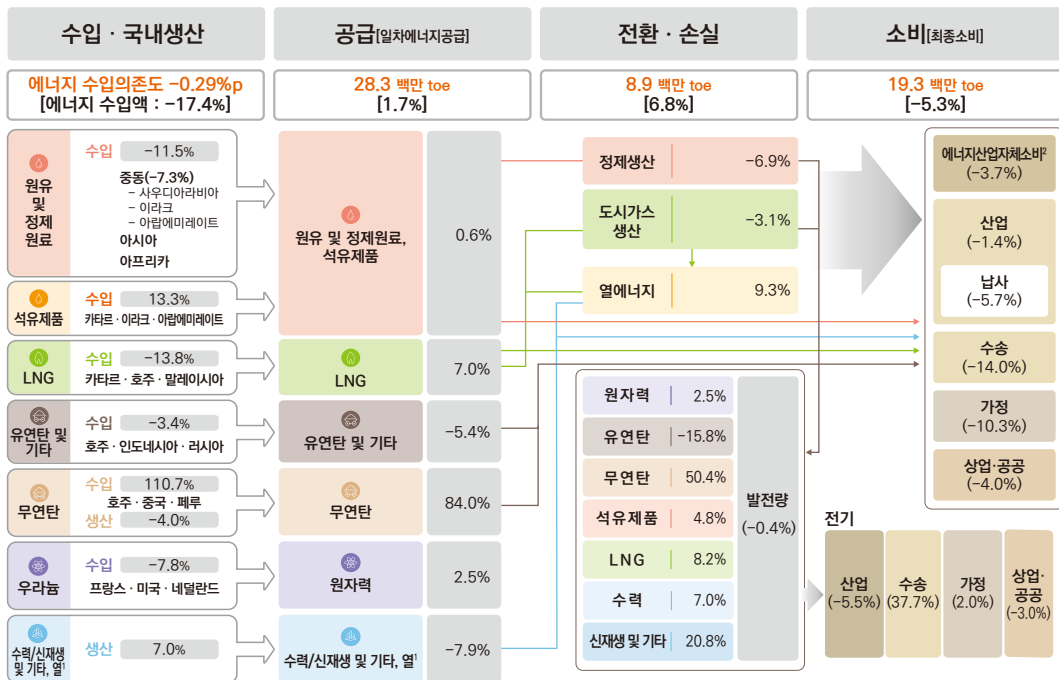 수입 · 국내생산
공급[일차에너지공급]
전환 · 손실
소비[최종소비]
에너지 수입의존도 -0.29%p
[에너지 수입액 : -17.4%]
28.3 백만 toe
[1.7%]
8.9 백만 toe
[6.8%]
19.3 백만 toe
[-5.3%]
원유
및
정제
원료
수입 -11.5%
중동(-7.3%)
- 사우디아라비아
- 이라크
- 아랍에미레이트
아시아
아프리카
석유제품
수입 13.3%
카타르 · 이라크 · 아랍에미레이트
LNG
수입 -13.8%
카타르 · 호주 · 말레이시아
유연탄 및
기타
수입 -3.4%
호주 · 인도네시아 · 러시아
무연탄
수입 110.7%
호주 · 중국 · 페루
생산 -4.0%
우라늄
수입 -7.8%
프랑스 · 미국 · 네덜란드
수력/신재생
및 기타, 열¹
생산 7.0%
원유 및 정제원료,
석유제품
0.6%
LNG
7.0%
유연탄 및 기타
-5.4%
무연탄
84.0%
원자력
2.5%
수력/신재생 및 기타, 열¹
-7.9%
정제생산 -6.9%
도시가스
생산
-3.1%
열에너지 9.3%
원자력 2.5%
유연탄 -15.8%
무연탄 50.4%
석유제품 4.8%
LNG 8.2%
수력 7.0%
신재생 및 기타 20.8%
발전량
(-0.4%)
에너지산업자체소비²
(-3.7%)
산업
(-1.4%)
납사
(-5.7%)
수송
(-14.0%)
가정
(-10.3%)
상업·공공
(-4.0%)
전기
산업
(-5.5%)
수송
(37.7%)
가정
(2.0%)
상업·
공공
(-3.0%)